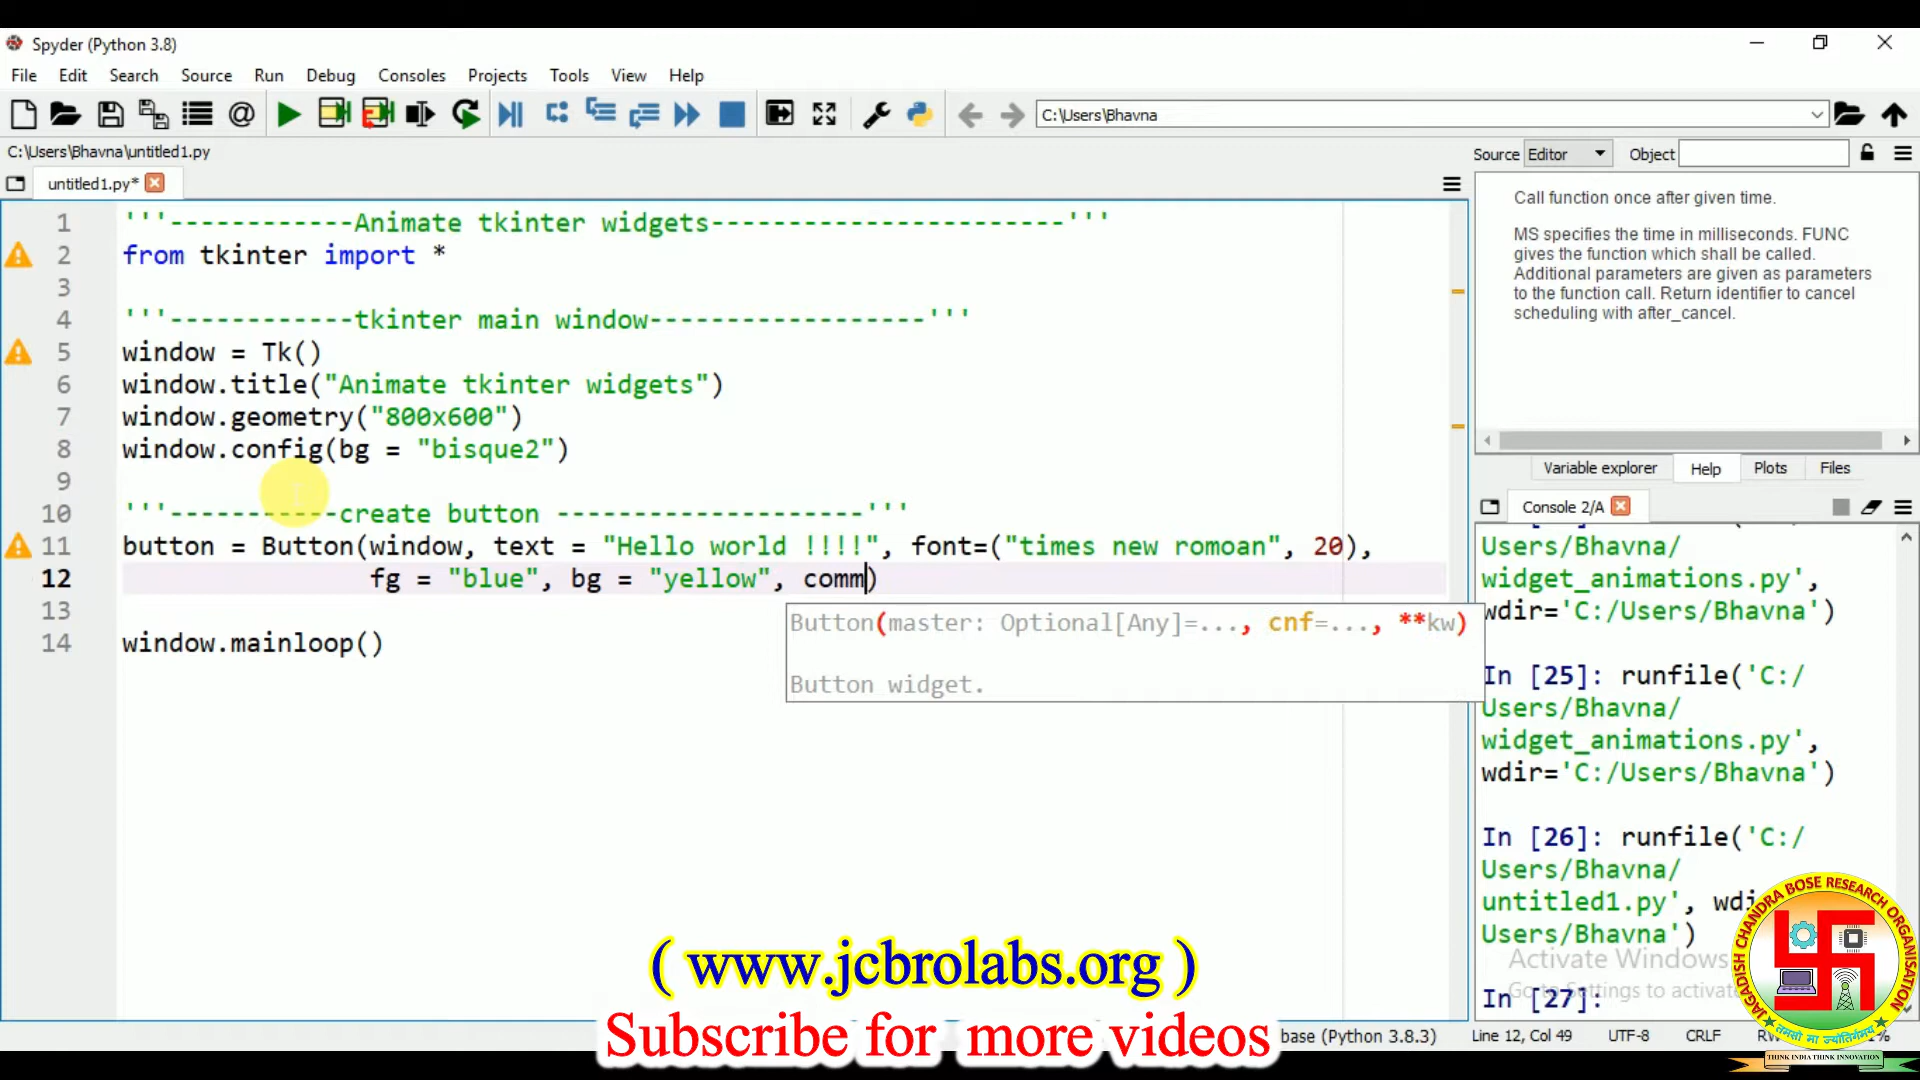 Spyder (Python 3.8)
File Edit Search Source Run Debug Consoles Projects Tools View Help
C:\Users\Bhavna
C:\Users\Bhavna\untitled1.py
Source Editor Object
untitled1.py*
1 '''------------Animate tkinter widgets-----------------------'''
2 from tkinter import *
3
4 '''------------tkinter main window------------------'''
5 window = Tk()
6 window.title("Animate tkinter widgets")
7 window.geometry("800x600")
8 window.config(bg = "bisque2")
9
10 '''-----------create button --------------------'''
11 button = Button(window, text = "Hello world !!!!", font=("times new romoan", 20),
12 fg = "blue", bg = "yellow", comm)
13
14 window.mainloop()
Button(master: Optional[Any]=..., cnf=..., **kw)
Button widget.
Call function once after given time.
MS specifies the time in milliseconds. FUNC
gives the function which shall be called.
Additional parameters are given as parameters
to the function call. Return identifier to cancel
scheduling with after_cancel.
Variable explorer Help Plots Files
Console 2/A
Users/Bhavna/
widget_animations.py',
wdir='C:/Users/Bhavna')
In [25]: runfile('C:/
Users/Bhavna/
widget_animations.py',
wdir='C:/Users/Bhavna')
In [26]: runfile('C:/
Users/Bhavna/
untitled1.py', wdi
Users/Bhavna')
Activate Windows
Go to Settings to activate
In [27]:
JAGADISH CHANDRA BOSE RESEARCH ORGANISATION
तमसो मा ज्योतिर्गमय
THINK INDIA THINK INNOVATION
( www.jcbrolabs.org )
Subscribe for more videos
base (Python 3.8.3) Line 12, Col 49 UTF-8 CRLF